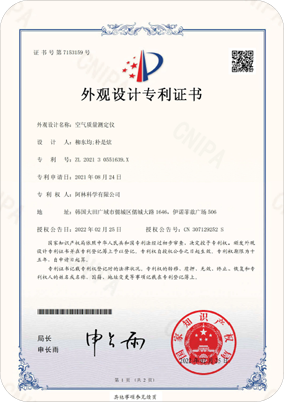 证书号第7153159号
外观设计专利证书
外观设计名称：空气质量测定仪
设 计 人：柳东均;朴是炫
专 利 号：ZL 2021 3 0551639.X
专利申请日：2021年08月24日
专 利 权 人：阿林科学有限公司
地 址：韩国大田广域市儒城区儒城大路1646，伊诺菲兹广场506
授权公告日：2022年02月25日 授权公告号：CN 307129252 S
国家知识产权局依照中华人民共和国专利法经过初步审查，决定授予专利权，颁发外观
设计专利证书并在专利登记簿上予以登记。专利权自授权公告之日起生效。专利权期限为十
五年，自申请日起算。
专利证书记载专利权登记时的法律状况。专利权的转移、质押、无效、终止、恢复和专利
权人的姓名或名称、国籍、地址变更等事项记载在专利登记簿上。
局长
申长雨
国家知识产权局
第 1 页（共 2 页）
其他事项参见续页